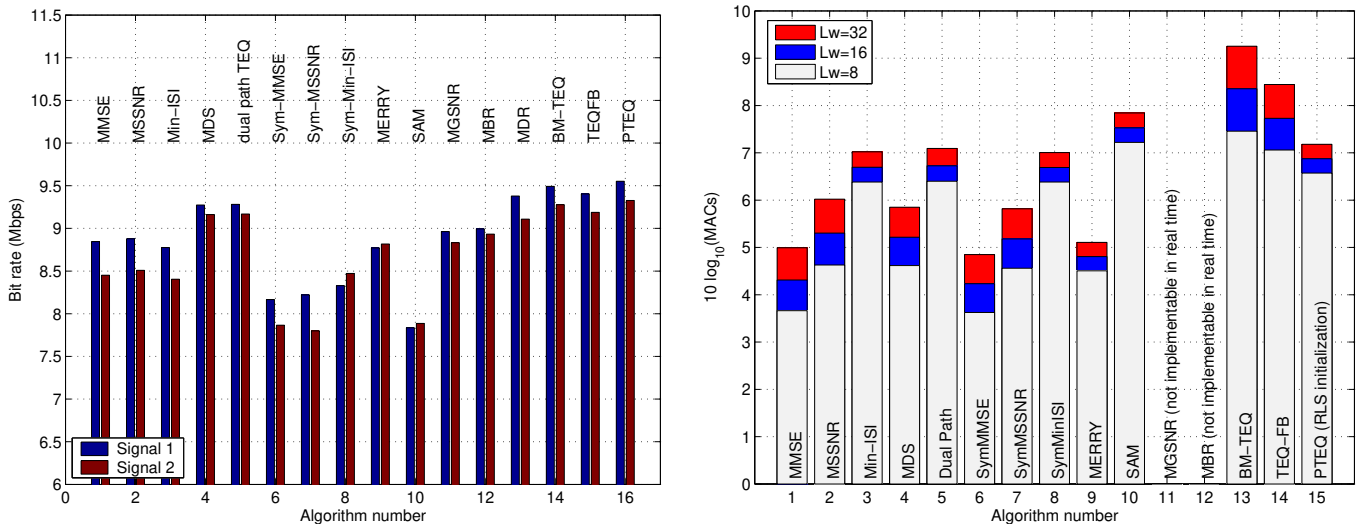 11.5
11
10.5
10
9.5
9
8.5
8
7.5
7
6.5
6
Bit rate (Mbps)
MMSE
MSSNR
Min-ISI
MDS
dual path TEQ
Sym-MMSE
Sym-MSSNR
Sym-Min-ISI
MERRY
SAM
MGSNR
MBR
MDR
BM-TEQ
TEQFB
PTEQ
Signal 1
Signal 2
0 2 4 6 8 10 12 14 16
Algorithm number
10
9
8
7
6
5
4
3
2
1
0
10 log10(MACs)
Lw=32
Lw=16
Lw=8
MMSE
MSSNR
Min-ISI
MDS
Dual Path
SymMMSE
SymMSSNR
SymMinISI
MERRY
SAM
MGSNR (not implementable in real time)
MBR (not implementable in real time)
BM-TEQ
TEQ-FB
PTEQ (RLS initialization)
1 2 3 4 5 6 7 8 9 10 11 12 13 14 15
Algorithm number